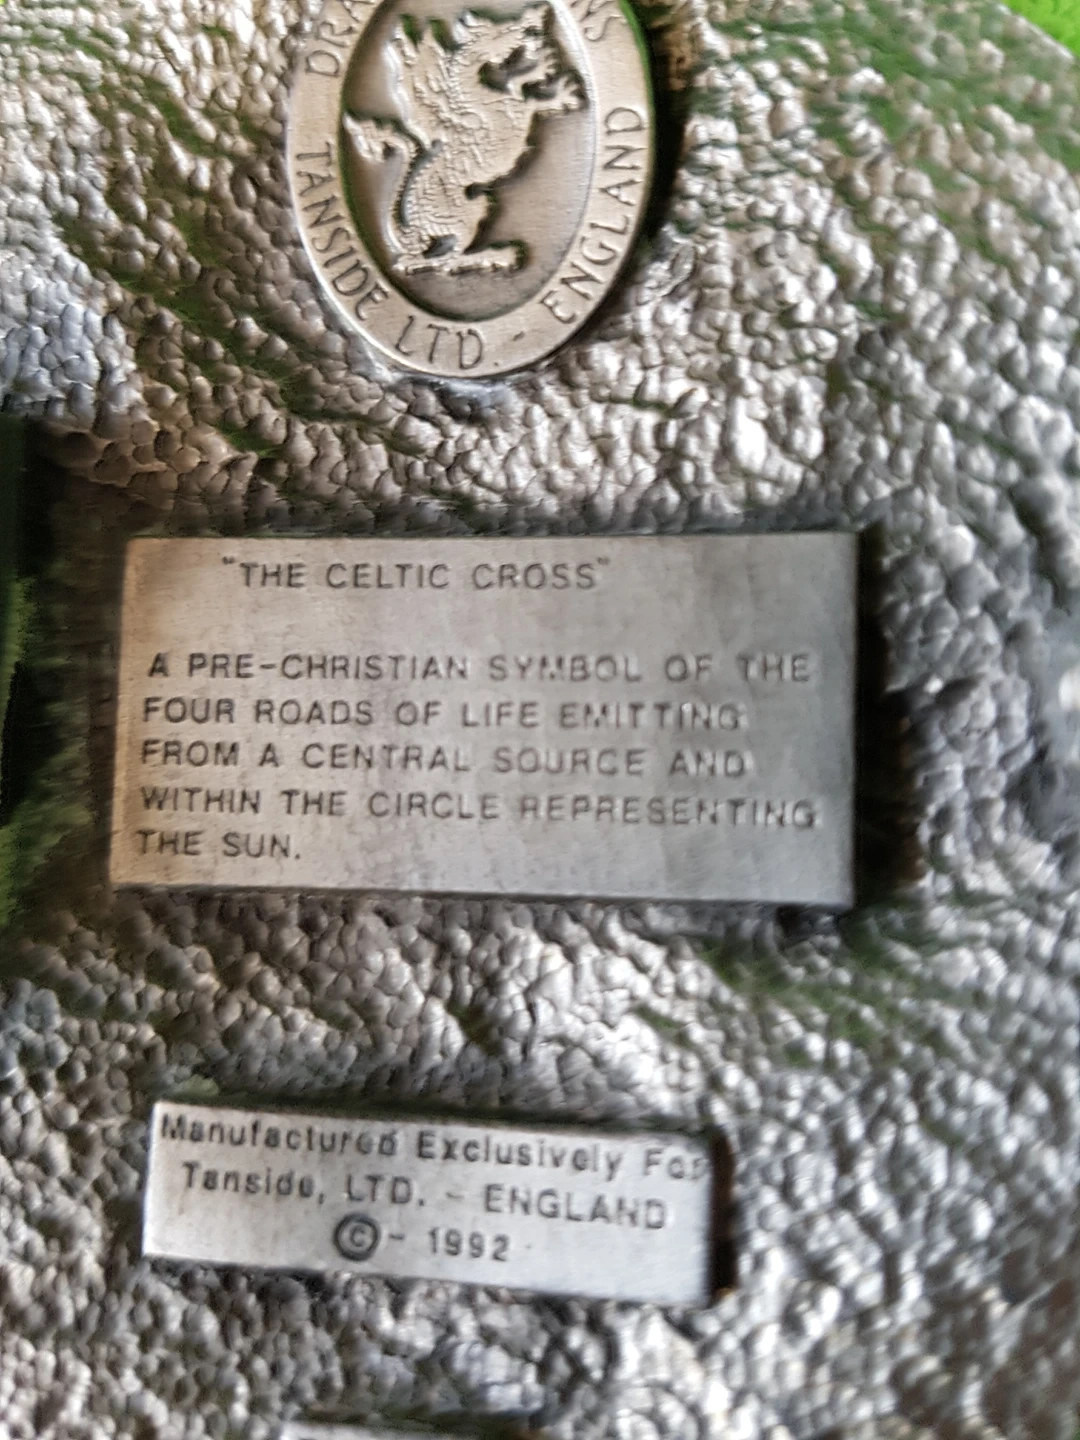 TANSIDE LTD. - ENGLAND
"THE CELTIC CROSS"
A PRE-CHRISTIAN SYMBOL OF THE
FOUR ROADS OF LIFE EMITTING
FROM A CENTRAL SOURCE AND
WITHIN THE CIRCLE REPRESENTING
THE SUN.
Manufactured Exclusively For
Tanside, LTD. - ENGLAND
© - 1992